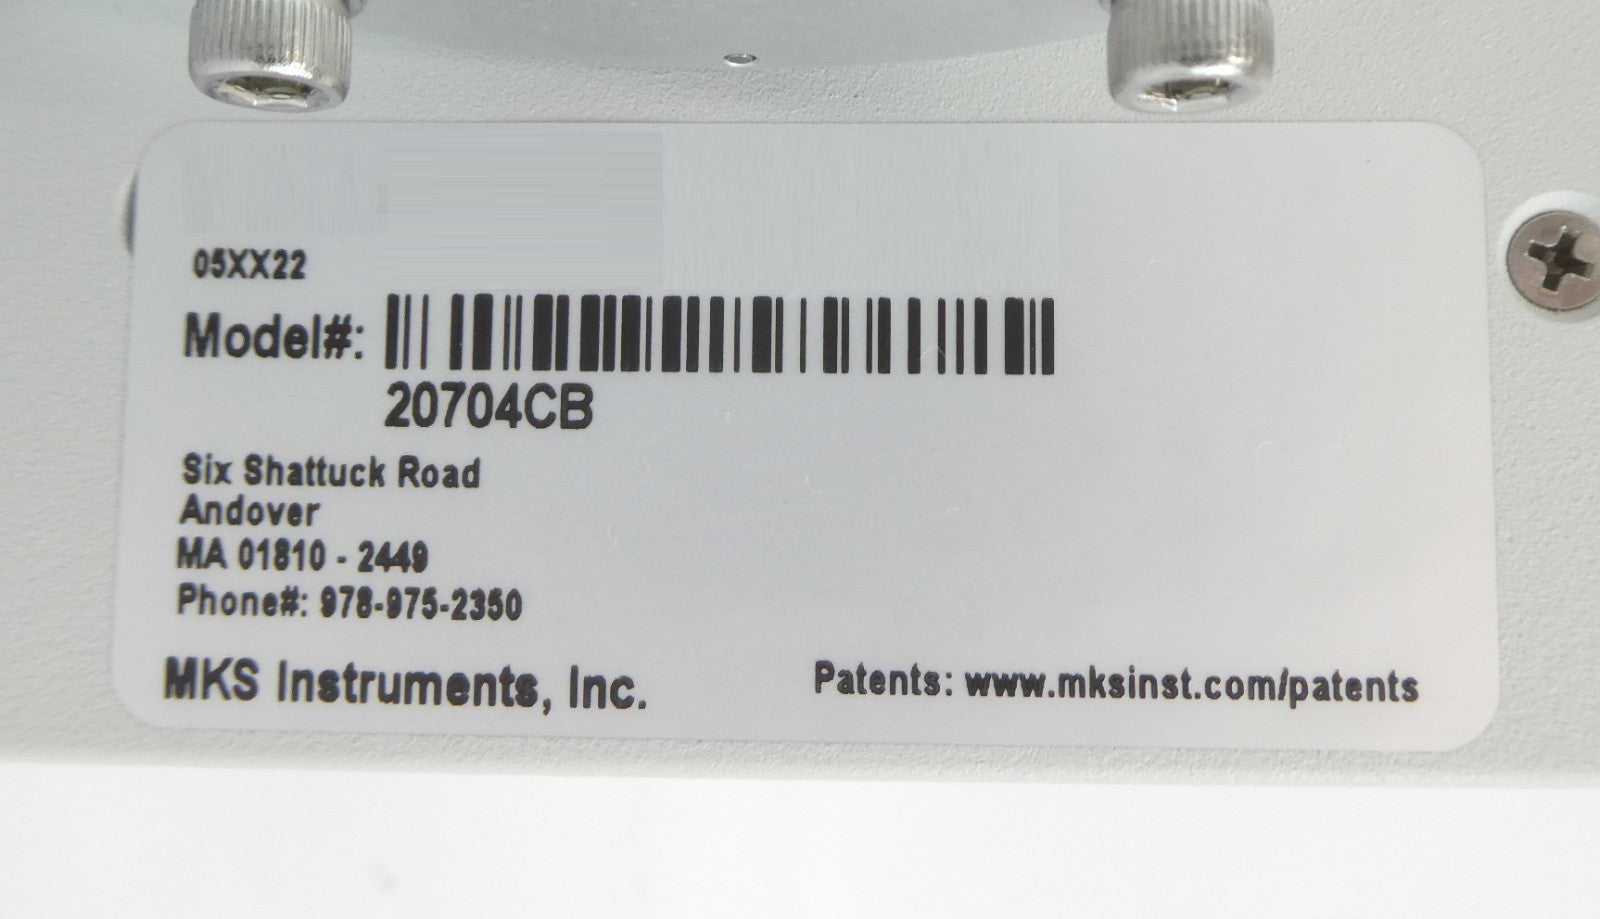 05XX22
Model#:
20704CB
Six Shattuck Road
Andover
MA 01810 - 2449
Phone#: 978-975-2350
MKS Instruments, Inc.
Patents: www.mksinst.com/patents